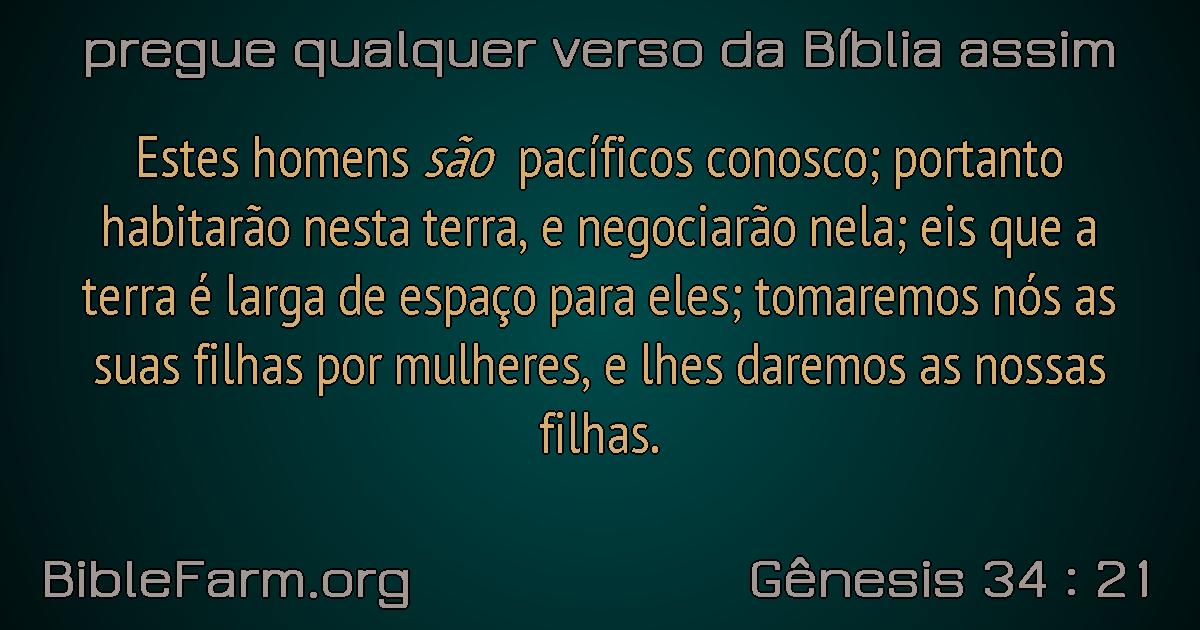 pregue qualquer verso da Bíblia assim
Estes homens são pacíficos conosco; portanto
habitarão nesta terra, e negociarão nela; eis que a
terra é larga de espaço para eles; tomaremos nós as
suas filhas por mulheres, e lhes daremos as nossas
filhas.
BibleFarm.org
Gênesis 34 : 21